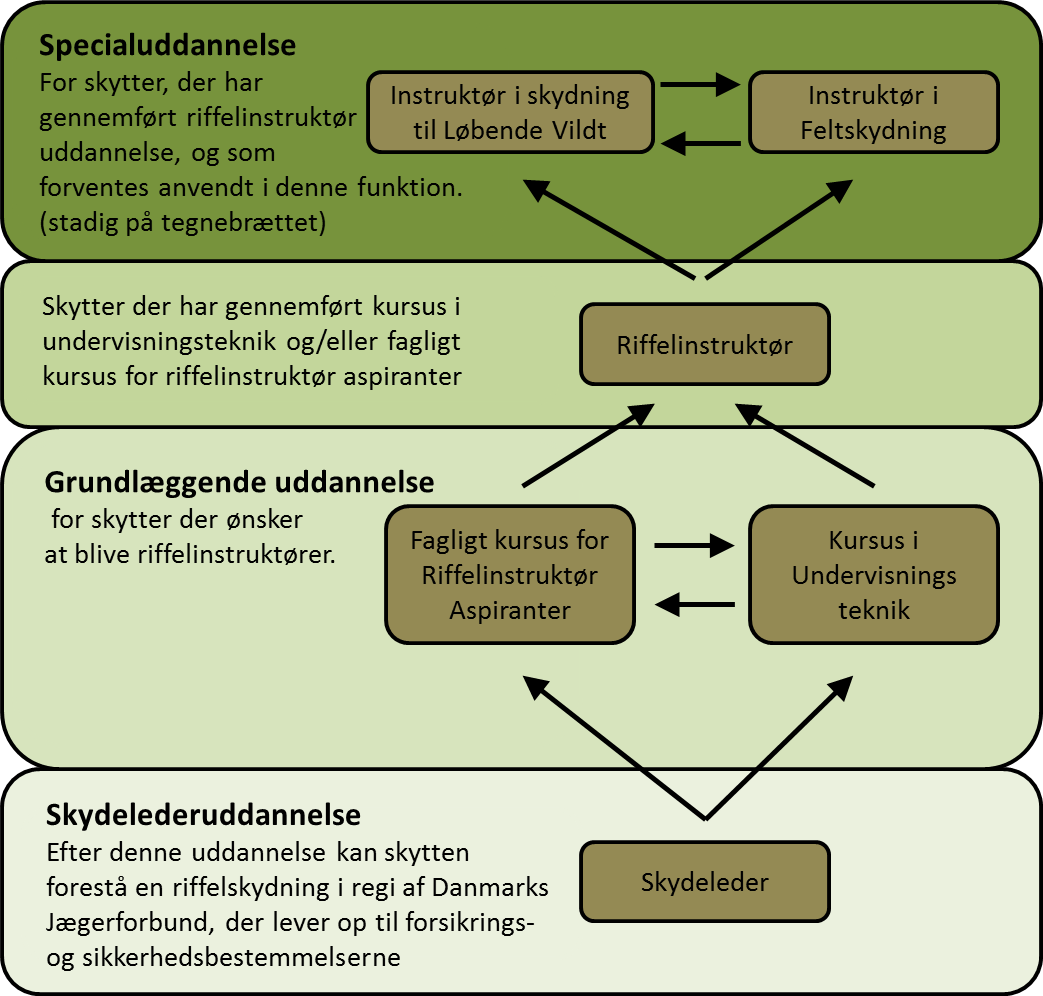 Specialuddannelse
For skytter, der har
gennemført riffelinstruktør
uddannelse, og som
forventes anvendt i denne funktion.
(stadig på tegnebrættet)
Instruktør i skydning
til Løbende Vildt
Instruktør i
Feltskydning
Skytter der har gennemført kursus i
undervisningsteknik og/eller fagligt
kursus for riffelinstruktør aspiranter
Riffelinstruktør
Grundlæggende uddannelse
for skytter der ønsker
at blive riffelinstruktører.
Fagligt kursus for
Riffelinstruktør
Aspiranter
Kursus i
Undervisnings
teknik
Skydelederuddannelse
Efter denne uddannelse kan skytten
forestå en riffelskydning i regi af Danmarks
Jægerforbund, der lever op til forsikrings-
og sikkerhedsbestemmelserne
Skydeleder